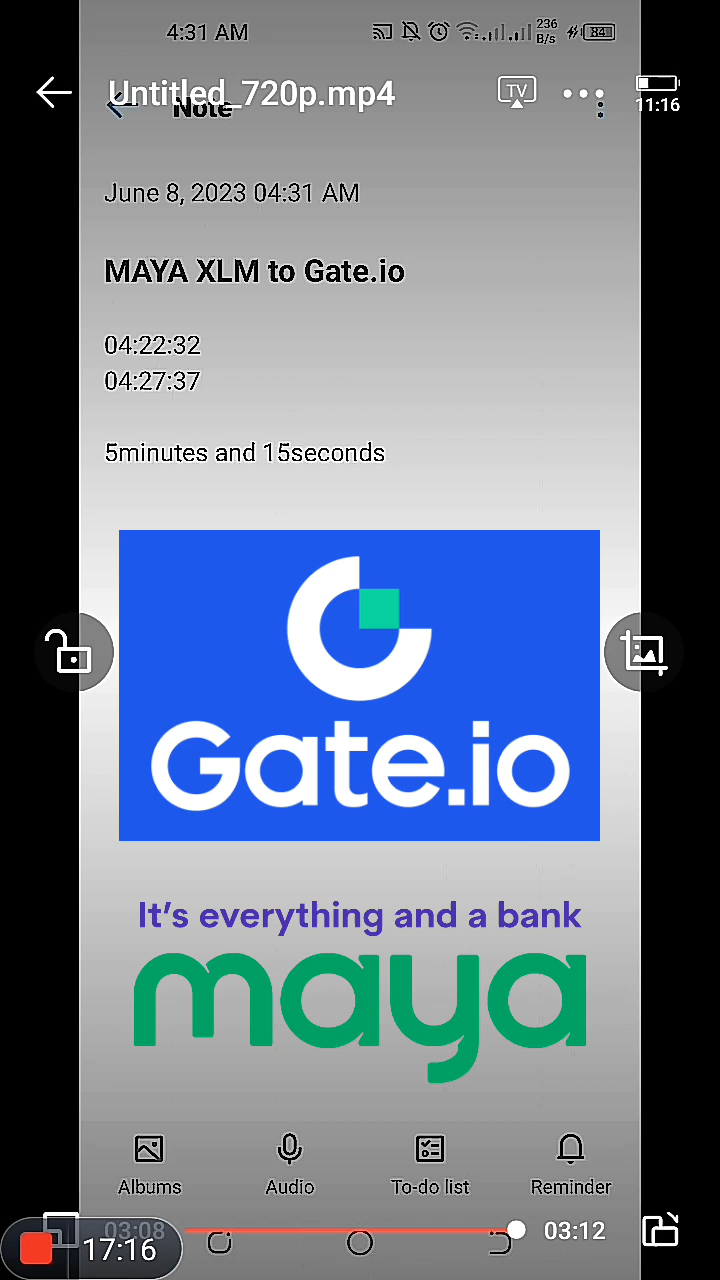 4:31 AM
236
B/s
84
Untitled_720p.mp4
TV
11:16
Note
June 8, 2023 04:31 AM
MAYA XLM to Gate.io
04:22:32
04:27:37
5minutes and 15seconds
Gate.io
It's everything and a bank
maya
Albums
Audio
To-do list
Reminder
03:08
03:12
17:16